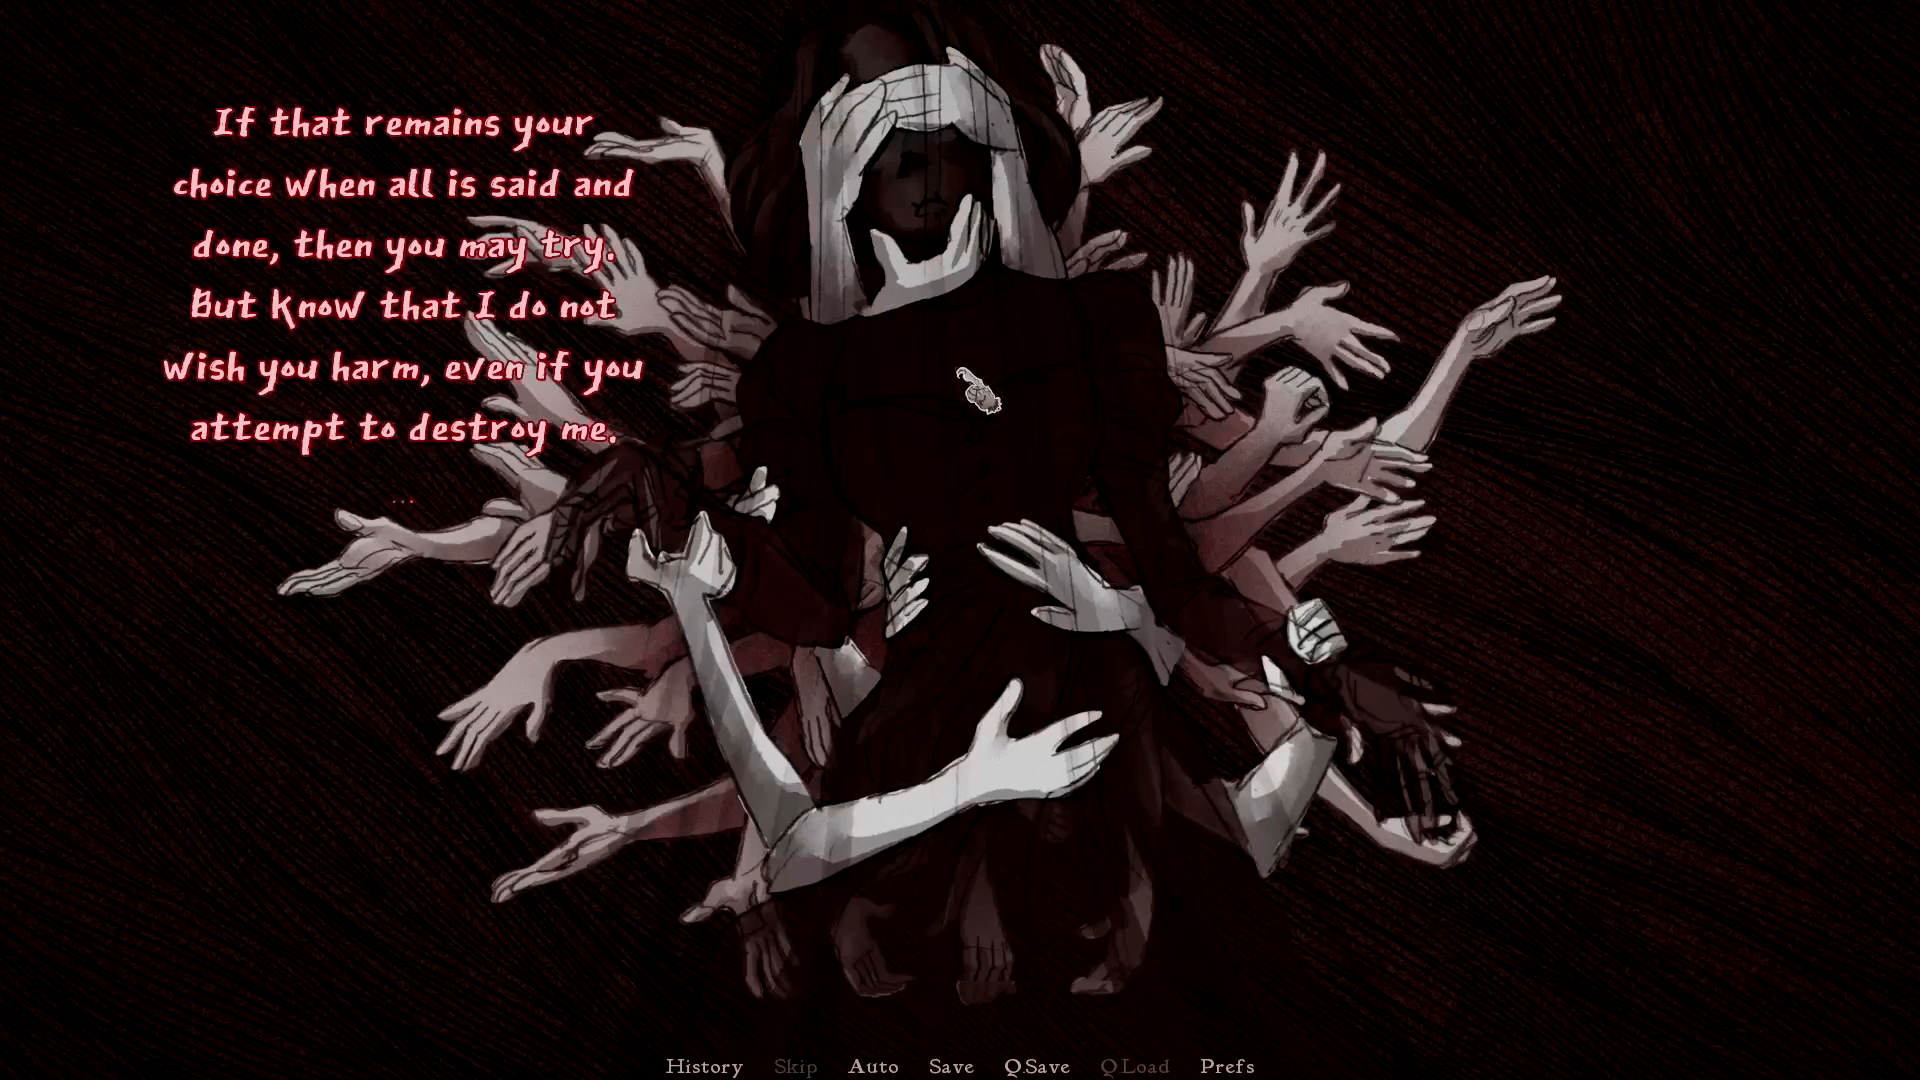 If that remains your
choice when all is said and
done, then you may try.
But know that I do not
wish you harm, even if you
attempt to destroy me.
...
History Skip Auto Save Q.Save Q.Load Prefs